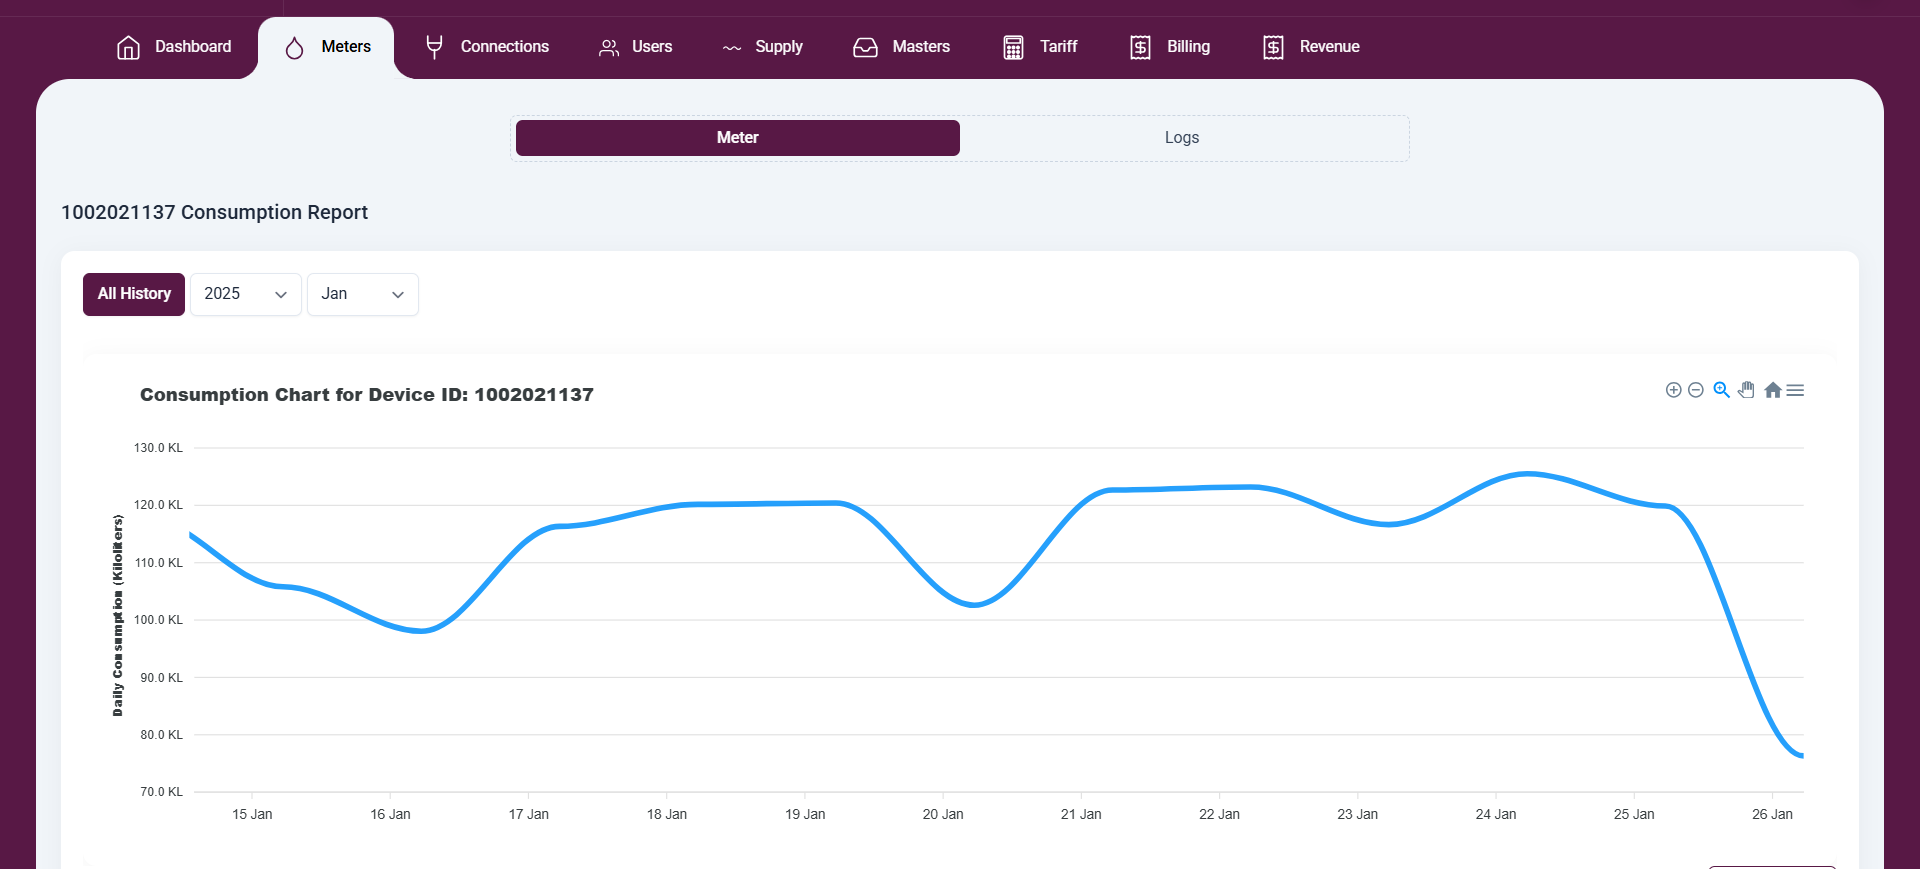 Dashboard
Meters
Connections
Users
Supply
Masters
Tariff
Billing
Revenue
Meter
Logs
1002021137 Consumption Report
All History
2025
Jan
Consumption Chart for Device ID: 1002021137
Daily Consumption (Kiloliters)
130.0 KL
120.0 KL
110.0 KL
100.0 KL
90.0 KL
80.0 KL
70.0 KL
15 Jan
16 Jan
17 Jan
18 Jan
19 Jan
20 Jan
21 Jan
22 Jan
23 Jan
24 Jan
25 Jan
26 Jan